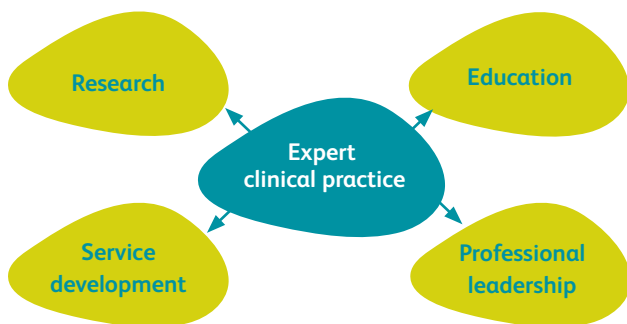 Research
Education
Expert
clinical practice
Service
development
Professional
leadership